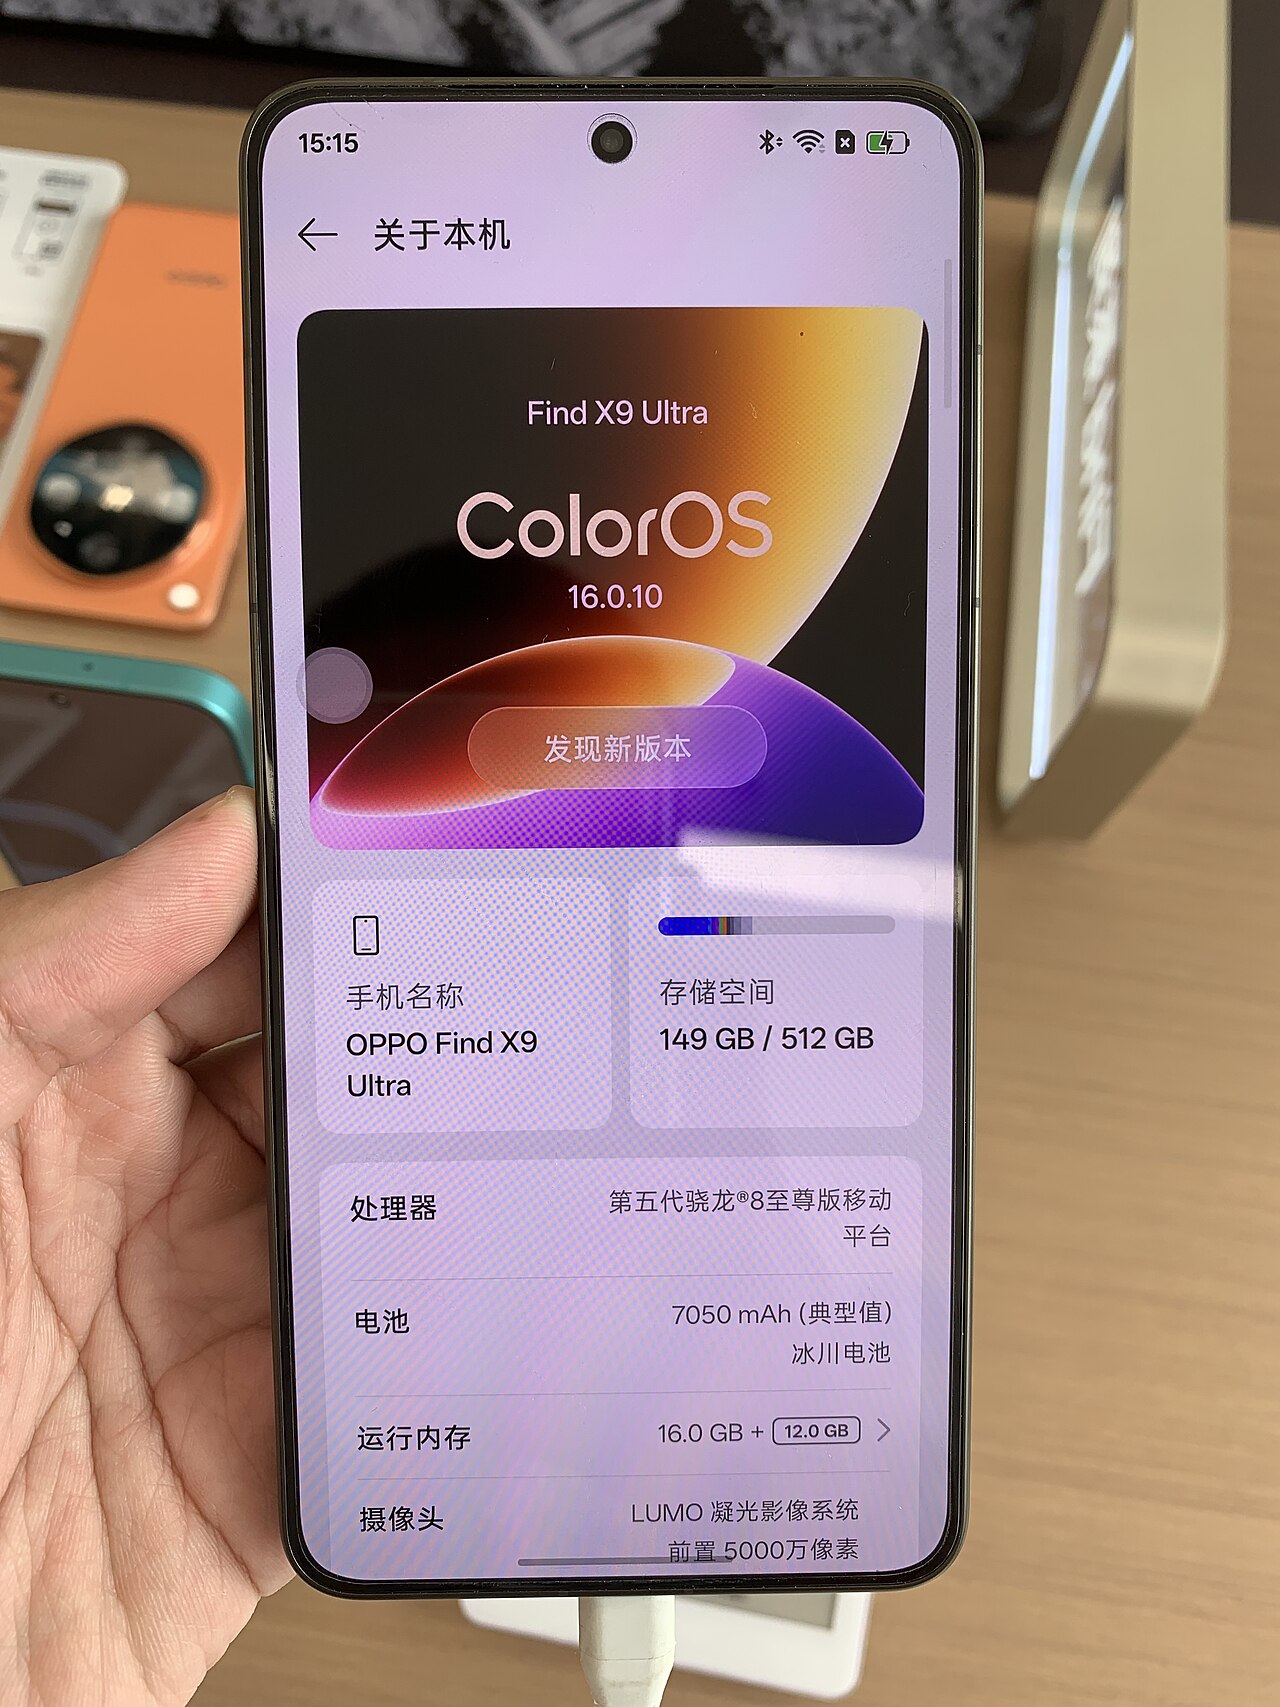 15:15
关于本机
Find X9 Ultra
ColorOS
16.0.10
发现新版本
手机名称
OPPO Find X9
Ultra
存储空间
149 GB / 512 GB
处理器
第五代骁龙®8至尊版移动
平台
电池
7050 mAh (典型值)
冰川电池
运行内存
16.0 GB + 12.0 GB
摄像头
LUMO 凝光影像系统
前置 5000万像素